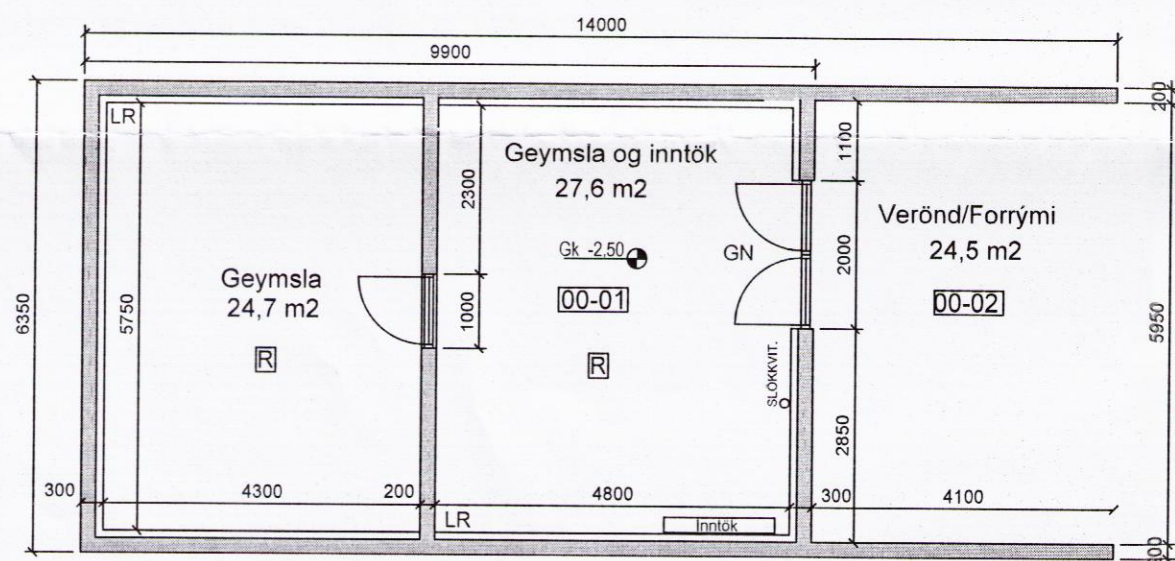 14000
9900
LR
Geymsla og inntök
27,6 m2
Gk -2,50
00-01
R
GN
Verönd/Forrými
24,5 m2
00-02
Geymsla
24,7 m2
R
6350
5750
2300
1000
1100
2000
2850
200
5950
200
SLÖKKVIT.
300
4300
200
4800
300
4100
LR
Inntök